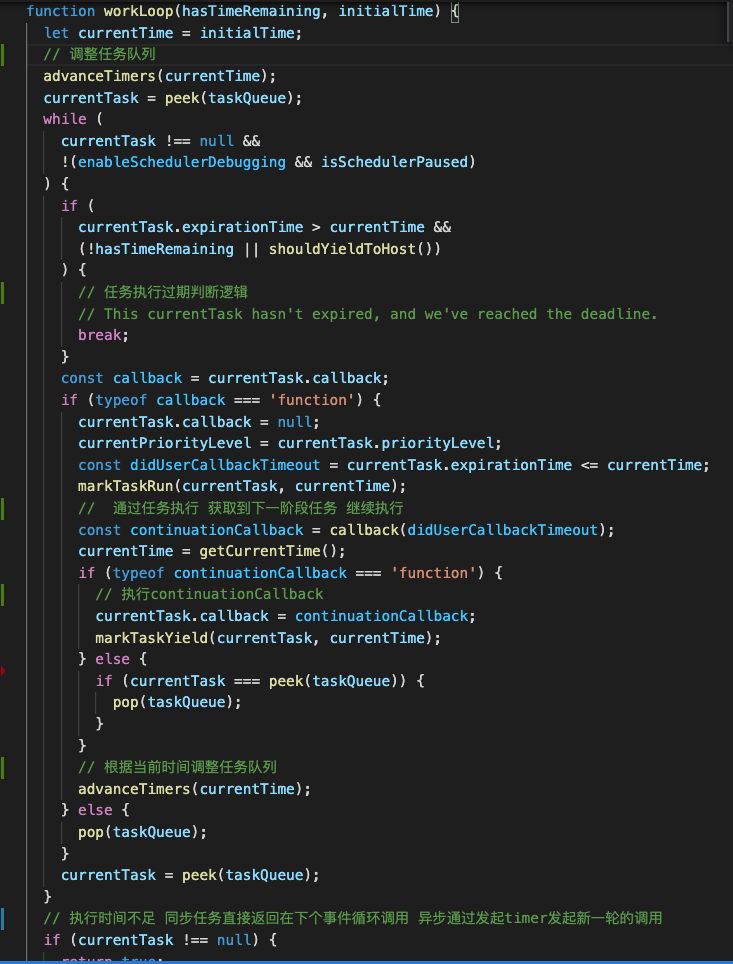 function workLoop(hasTimeRemaining, initialTime) {
let currentTime = initialTime;
// 调整任务队列
advanceTimers(currentTime);
currentTask = peek(taskQueue);
while (
currentTask !== null &&
!(enableSchedulerDebugging && isSchedulerPaused)
) {
if (
currentTask.expirationTime > currentTime &&
(!hasTimeRemaining || shouldYieldToHost())
) {
// 任务执行过期判断逻辑
// This currentTask hasn't expired, and we've reached the deadline.
break;
}
const callback = currentTask.callback;
if (typeof callback === 'function') {
currentTask.callback = null;
currentPriorityLevel = currentTask.priorityLevel;
const didUserCallbackTimeout = currentTask.expirationTime <= currentTime;
markTaskRun(currentTask, currentTime);
//  通过任务执行 获取到下一阶段任务 继续执行
const continuationCallback = callback(didUserCallbackTimeout);
currentTime = getCurrentTime();
if (typeof continuationCallback === 'function') {
// 执行continuationCallback
currentTask.callback = continuationCallback;
markTaskYield(currentTask, currentTime);
} else {
if (currentTask === peek(taskQueue)) {
pop(taskQueue);
}
}
// 根据当前时间调整任务队列
advanceTimers(currentTime);
} else {
pop(taskQueue);
}
currentTask = peek(taskQueue);
}
// 执行时间不足 同步任务直接返回在下个事件循环调用 异步通过发起timer发起新一轮的调用
if (currentTask !== null) {
return true;